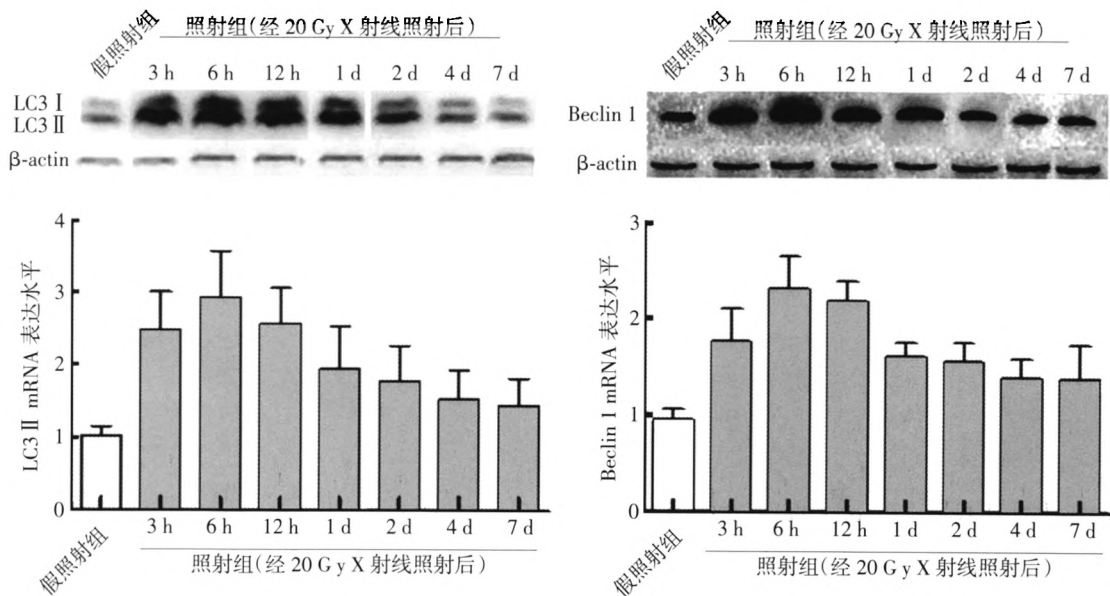 假照射组
照射组(经 20 Gy X 射线照射后)
3 h 6 h 12 h 1 d 2 d 4 d 7 d
LC3 Ⅰ
LC3 Ⅱ
β-actin
假照射组
照射组(经 20 Gy X 射线照射后)
3 h 6 h 12 h 1 d 2 d 4 d 7 d
Beclin 1
β-actin
LC3 Ⅱ mRNA 表达水平
4
3
2
1
0
假照射组
3 h 6 h 12 h 1 d 2 d 4 d 7 d
照射组(经 20 G y X 射线照射后)
Beclin 1 mRNA 表达水平
3
2
1
0
假照射组
3 h 6 h 12 h 1 d 2 d 4 d 7 d
照射组(经 20 G y X 射线照射后)